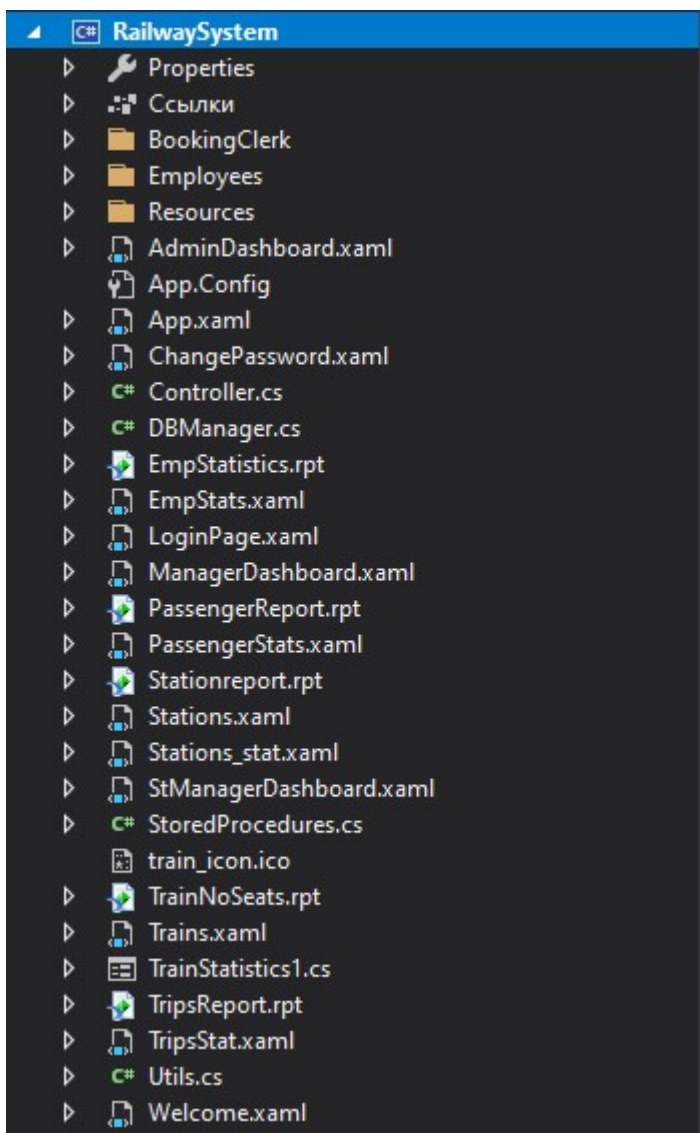 RailwaySystem
Properties
Ссылки
BookingClerk
Employees
Resources
AdminDashboard.xaml
App.Config
App.xaml
ChangePassword.xaml
Controller.cs
DBManager.cs
EmpStatistics.rpt
EmpStats.xaml
LoginPage.xaml
ManagerDashboard.xaml
PassengerReport.rpt
PassengerStats.xaml
Stationreport.rpt
Stations.xaml
Stations_stat.xaml
StManagerDashboard.xaml
StoredProcedures.cs
train_icon.ico
TrainNoSeats.rpt
Trains.xaml
TrainStatistics1.cs
TripsReport.rpt
TripsStat.xaml
Utils.cs
Welcome.xaml